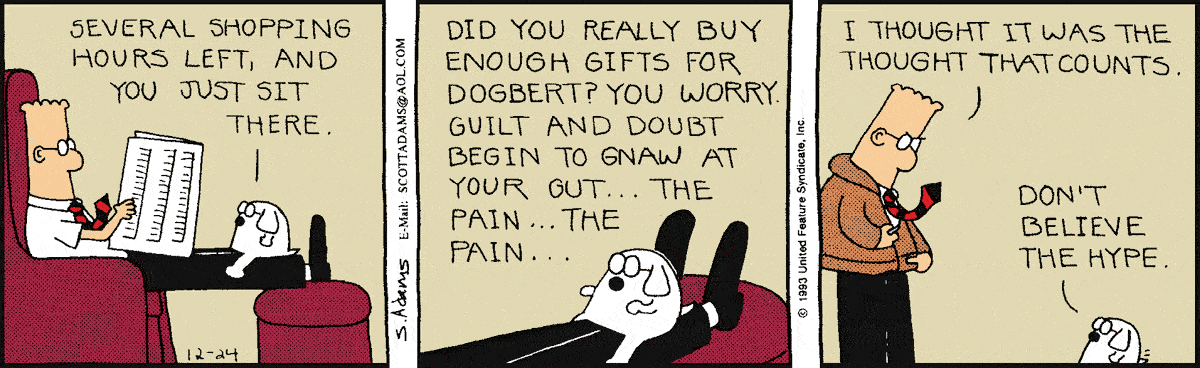 SEVERAL SHOPPING
HOURS LEFT, AND
YOU JUST SIT
THERE.
12-24
S. Adams E-Mail: SCOTTADAMS@AOL.COM
DID YOU REALLY BUY
ENOUGH GIFTS FOR
DOGBERT? YOU WORRY.
GUILT AND DOUBT
BEGIN TO GNAW AT
YOUR GUT... THE
PAIN... THE
PAIN...
© 1993 United Feature Syndicate, Inc.
I THOUGHT IT WAS THE
THOUGHT THAT COUNTS.
DON'T
BELIEVE
THE HYPE.